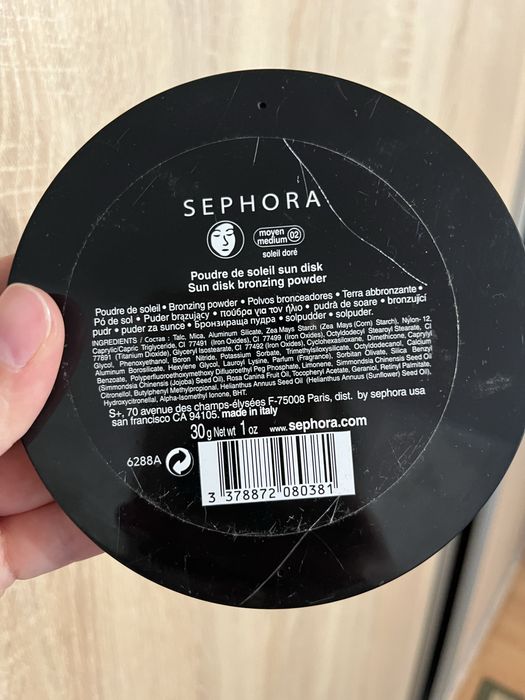 SEPHORA
moyen
medium 02
soleil doré
Poudre de soleil sun disk
Sun disk bronzing powder
Poudre de soleil • Bronzing powder • Polvos bronceadores • Terra abbronzante •
Pó de sol • Puder brązujący • πούδρα για τον ήλιο • pudră de soare • bronzující
pudr • puder za sunce • Бронзираща пудра • solpudder • solpuder.
INGREDIENTS / Состав : Talc, Mica, Aluminum Silicate, Zea Mays Starch (Zea Mays (Corn) Starch), Nylon-12,
Caprylic/Capric Triglyceride, CI 77491 (Iron Oxides), CI 77499 (Iron Oxides), Octyldodecyl Stearoyl Stearate, CI
77891 (Titanium Dioxide), Glyceryl Isostearate, CI 77492 (Iron Oxides), Cyclohexasiloxane, Dimethicone, Caprylyl
Glycol, Phenoxyethanol, Boron Nitride, Potassium Sorbate, Trimethylsiloxysilicate, Octyldodecanol, Calcium
Aluminum Borosilicate, Hexylene Glycol, Lauroyl Lysine, Parfum (Fragrance), Sorbitan Olivate, Silica, Benzyl
Benzoate, Polyperfluoroethoxymethoxy Difluoroethyl Peg Phosphate, Limonene, Simmondsia Chinensis Seed Oil
(Simmondsia Chinensis (Jojoba) Seed Oil), Rosa Canina Fruit Oil, Tocopheryl Acetate, Geraniol, Retinyl Palmitate,
Citronellol, Butylphenyl Methylpropional, Helianthus Annuus Seed Oil (Helianthus Annuus (Sunflower) Seed Oil),
Hydroxycitronellal, Alpha-Isomethyl Ionone, BHT.
S+, 70 avenue des champs-élysées F-75008 Paris, dist. by sephora usa
san francisco CA 94105. made in italy
30 g Net wt 1 oz www.sephora.com
6288A
3 378872 080381